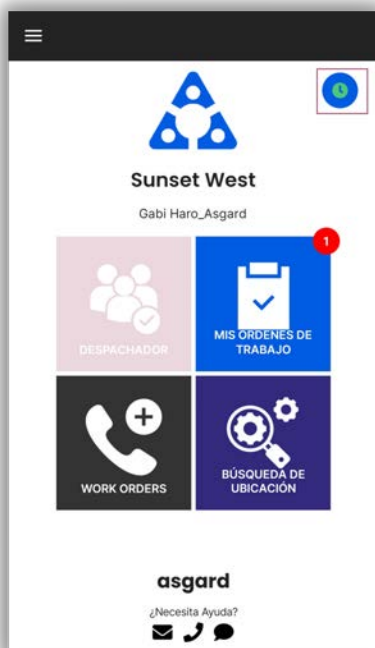 Sunset West
Gabi Haro_Asgard
1
DESPACHADOR
MIS ORDENES DE
TRABAJO
WORK ORDERS
BÚSQUEDA DE
UBICACIÓN
asgard
¿Necesita Ayuda?